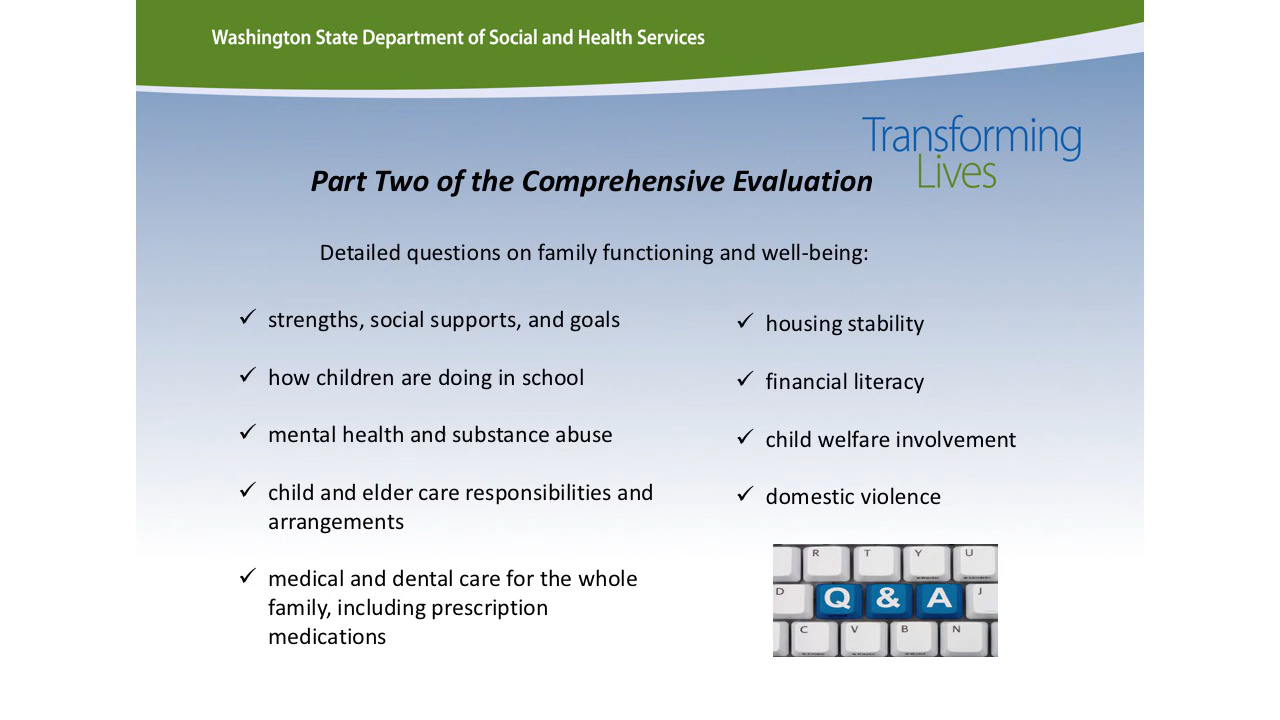 Washington State Department of Social and Health Services
Transforming
Lives
Part Two of the Comprehensive Evaluation
Detailed questions on family functioning and well-being:
✓ strengths, social supports, and goals
✓ how children are doing in school
✓ mental health and substance abuse
✓ child and elder care responsibilities and
arrangements
✓ medical and dental care for the whole
family, including prescription
medications
✓ housing stability
✓ financial literacy
✓ child welfare involvement
✓ domestic violence
R T Y U
D Q & A J
C V B N